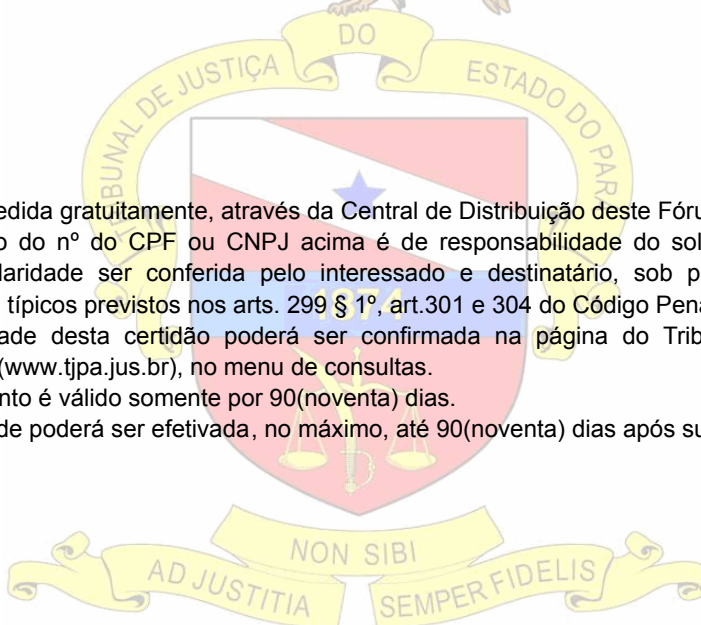 DO
TRIBUNAL DE JUSTIÇA
ESTADO DO PARÁ
edida gratuitamente, através da Central de Distribuição deste Fóru
o do nº do CPF ou CNPJ acima é de responsabilidade do sol
laridade ser conferida pelo interessado e destinatário, sob p
típicos previstos nos arts. 299 § 1º, art.301 e 304 do Código Pena
1874
ade desta certidão poderá ser confirmada na página do Trib
(www.tjpa.jus.br), no menu de consultas.
nto é válido somente por 90(noventa) dias.
de poderá ser efetivada, no máximo, até 90(noventa) dias após su
NON SIBI
AD JUSTITIA
SEMPER FIDELIS